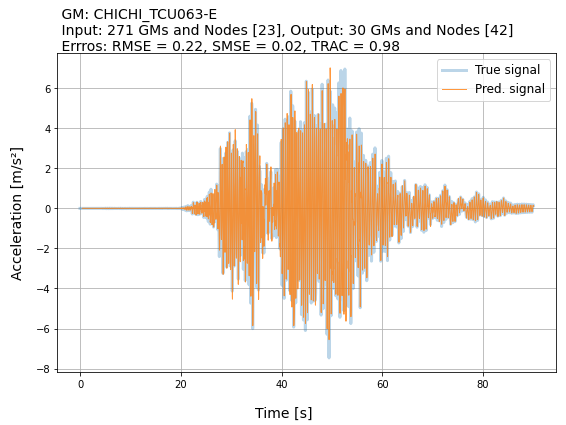 GM: CHICHI_TCU063-E
Input: 271 GMs and Nodes [23], Output: 30 GMs and Nodes [42]
Errros: RMSE = 0.22, SMSE = 0.02, TRAC = 0.98
True signal
Pred. signal
Acceleration [m/s²]
6
4
2
0
−2
−4
−6
−8
0 20 40 60 80
Time [s]